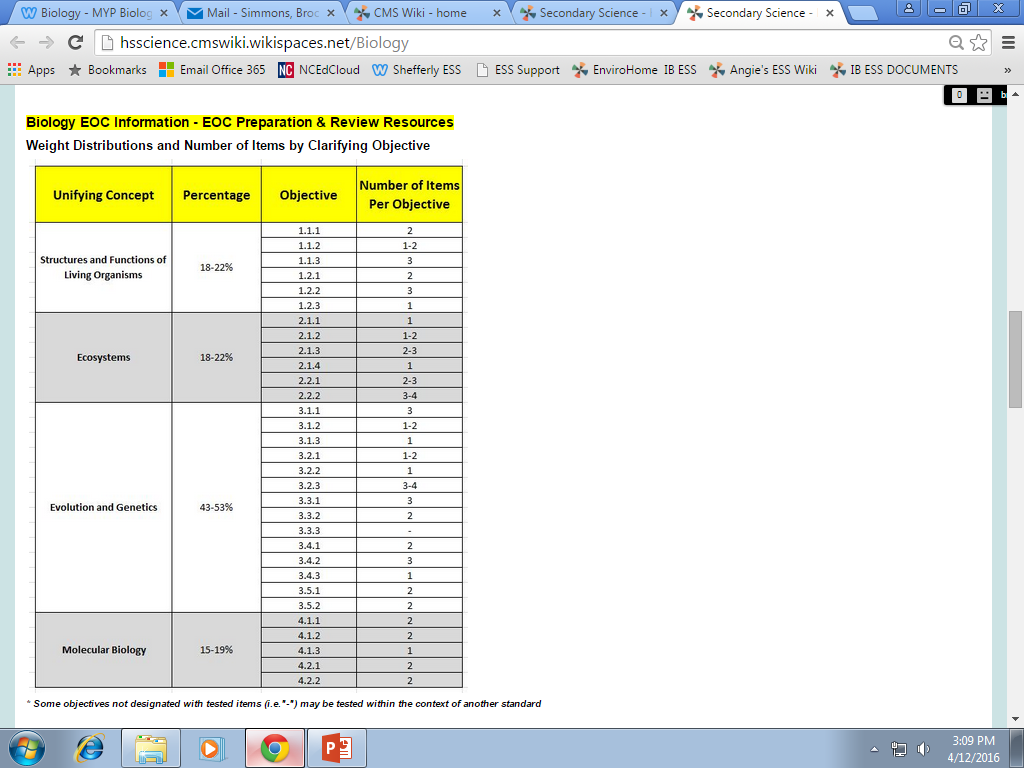 Biology - MYP Biolog
Mail - Simmons, Broc
CMS Wiki - home
Secondary Science -
Secondary Science -
hsscience.cmswiki.wikispaces.net/Biology
Apps Bookmarks Email Office 365 NC NCEdCloud Shefferly ESS ESS Support EnviroHome IB ESS Angie's ESS Wiki IB ESS DOCUMENTS »
0
Biology EOC Information - EOC Preparation & Review Resources
Weight Distributions and Number of Items by Clarifying Objective
Unifying Concept Percentage Objective Number of Items Per Objective
Structures and Functions of Living Organisms 18-22%
1.1.1 2
1.1.2 1-2
1.1.3 3
1.2.1 2
1.2.2 3
1.2.3 1
Ecosystems 18-22%
2.1.1 1
2.1.2 1-2
2.1.3 2-3
2.1.4 1
2.2.1 2-3
2.2.2 3-4
Evolution and Genetics 43-53%
3.1.1 3
3.1.2 1-2
3.1.3 1
3.2.1 1-2
3.2.2 1
3.2.3 3-4
3.3.1 3
3.3.2 2
3.3.3 -
3.4.1 2
3.4.2 3
3.4.3 1
3.5.1 2
3.5.2 2
Molecular Biology 15-19%
4.1.1 2
4.1.2 2
4.1.3 1
4.2.1 2
4.2.2 2
* Some objectives not designated with tested items (i.e."-") may be tested within the context of another standard
3:09 PM
4/12/2016